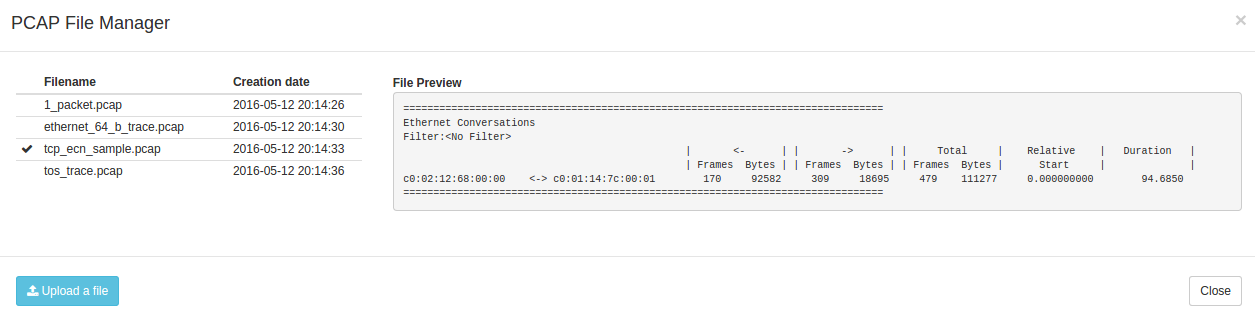 PCAP File Manager
×
Filename Creation date
1_packet.pcap 2016-05-12 20:14:26
ethernet_64_b_trace.pcap 2016-05-12 20:14:30
tcp_ecn_sample.pcap 2016-05-12 20:14:33
tos_trace.pcap 2016-05-12 20:14:36
File Preview
================================================================================
Ethernet Conversations
Filter:<No Filter>
| <- | | -> | | Total | Relative | Duration |
| Frames Bytes | | Frames Bytes | | Frames Bytes | Start | |
c0:02:12:68:00:00 <-> c0:01:14:7c:00:01 170 92582 309 18695 479 111277 0.000000000 94.6850
================================================================================
Upload a file
Close